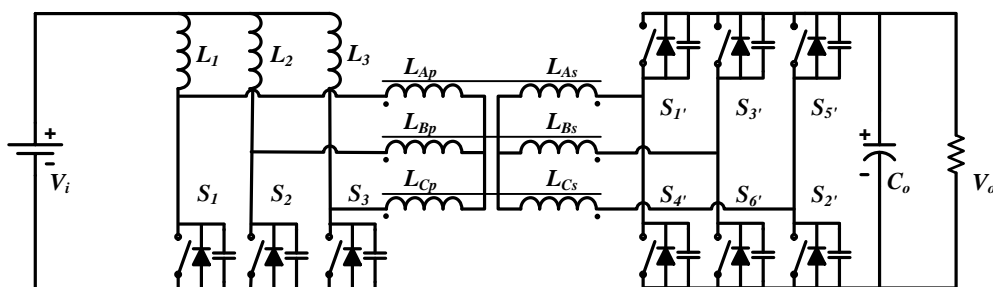 L1 L2 L3
LAp LAs
S1' S3' S5'
LBp LBs
+ - Vi
S1 S2 S3
LCp LCs
S4' S6' S2'
+ - Co
Vo